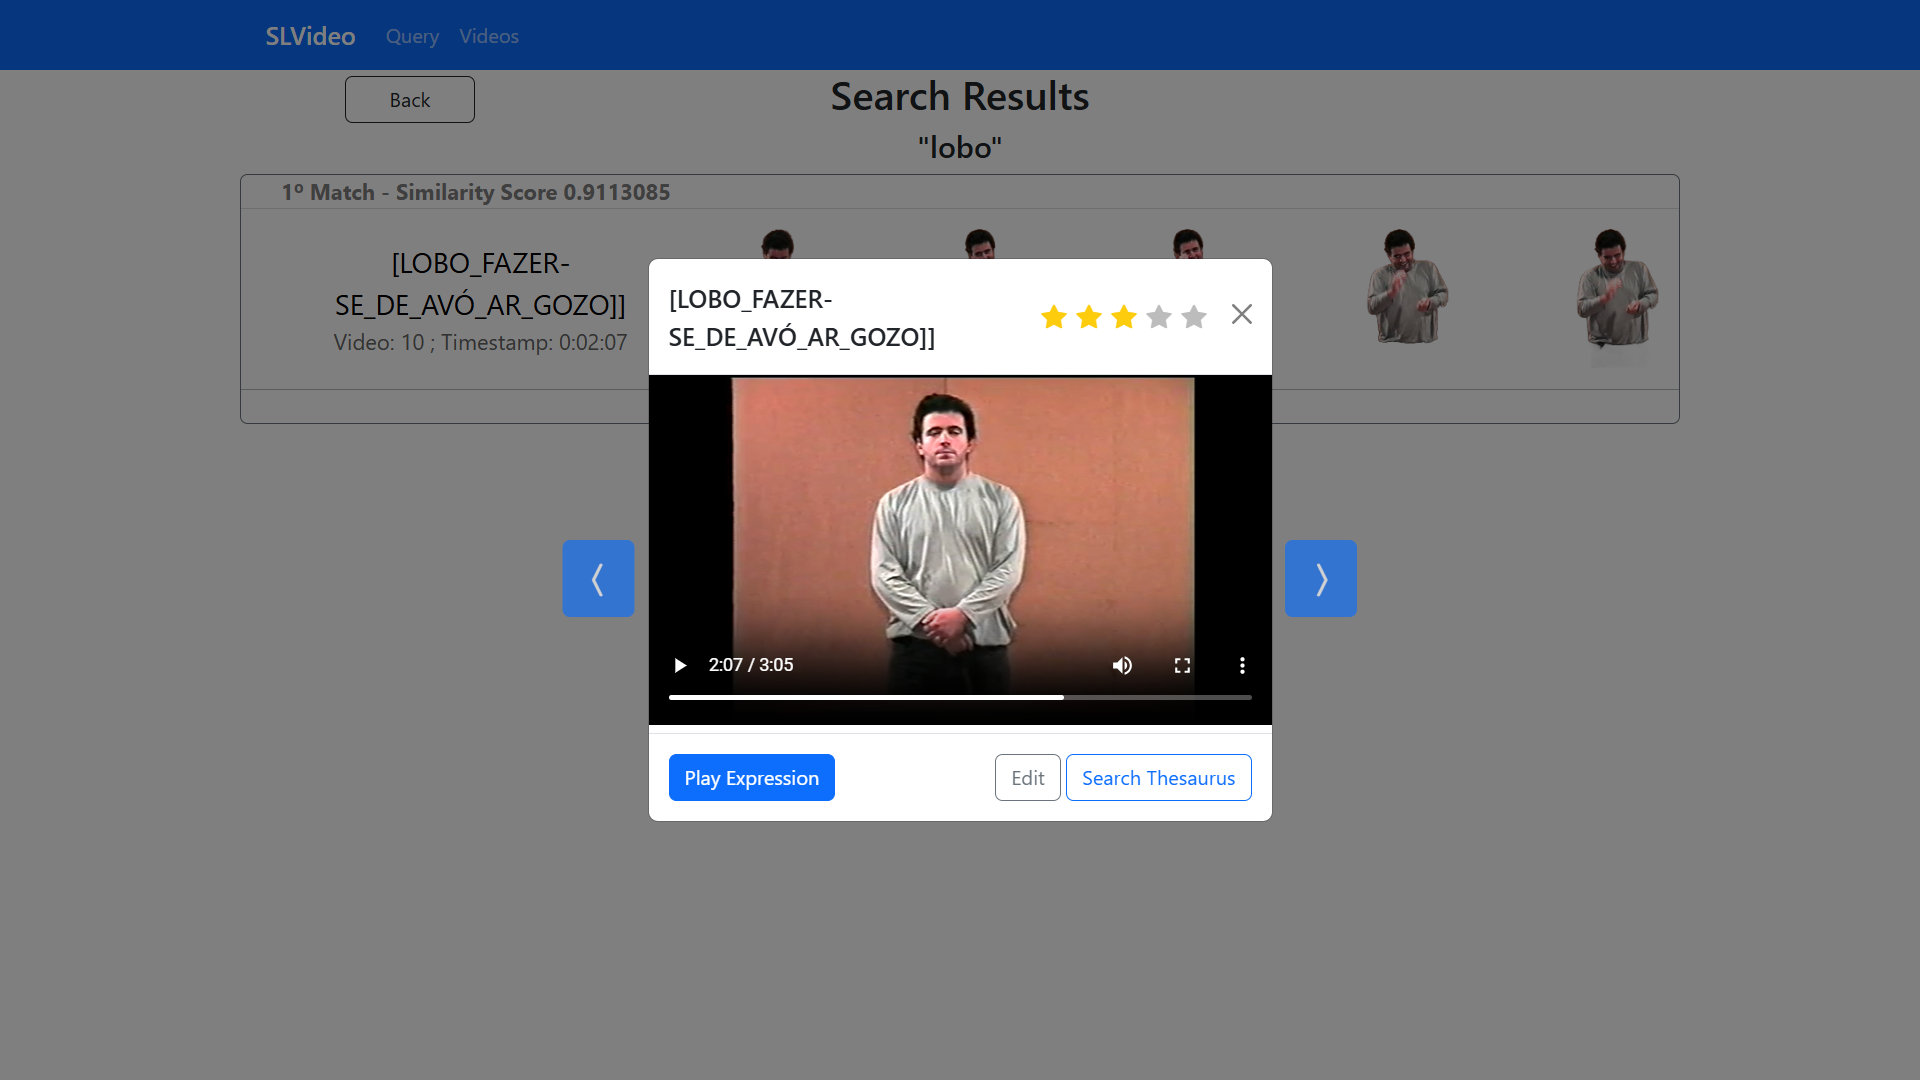 SLVideo Query Videos
Back
Search Results
"lobo"
1º Match - Similarity Score 0.9113085
[LOBO_FAZER-
SE_DE_AVÓ_AR_GOZO]]
Video: 10 ; Timestamp: 0:02:07
[LOBO_FAZER-
SE_DE_AVÓ_AR_GOZO]]
2:07 / 3:05
Play Expression
Edit
Search Thesaurus